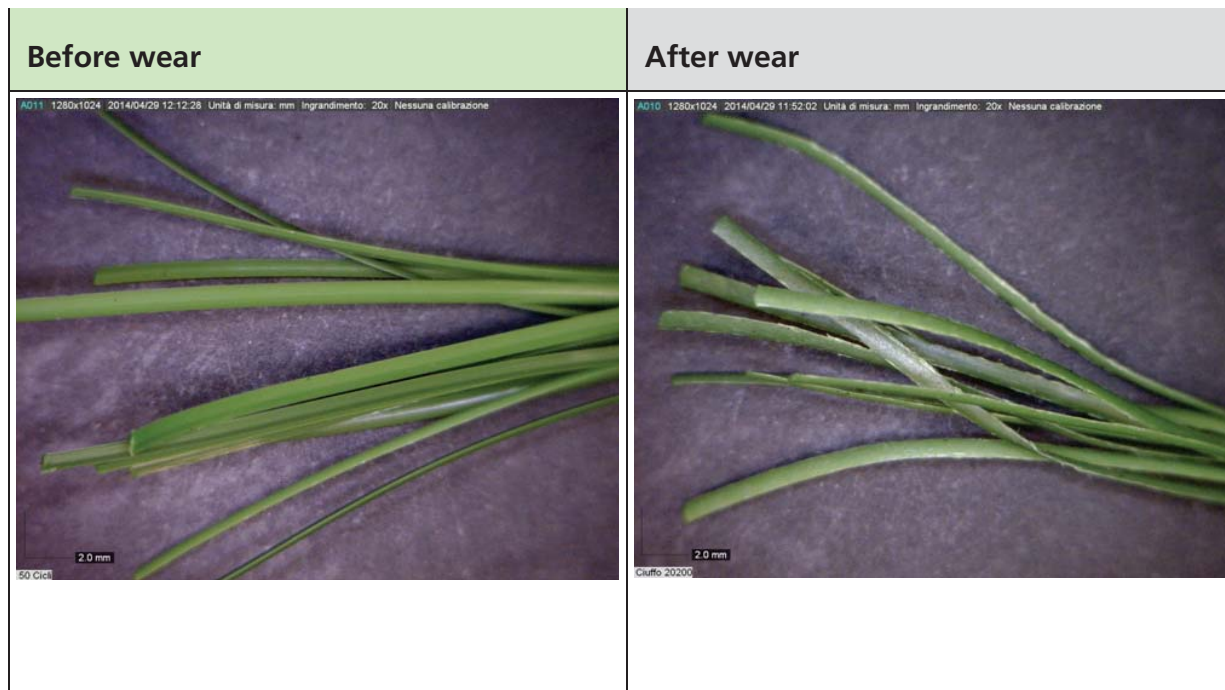 Before wear
After wear
A011 1280x1024 2014/04/29 12:12:28 Unità di misura: mm Ingrandimento: 20x Nessuna calibrazione
A010 1280x1024 2014/04/29 11:52:02 Unità di misura: mm Ingrandimento: 20x Nessuna calibrazione
2.0 mm
50 Cicli
2.0 mm
Ciuffo 20200